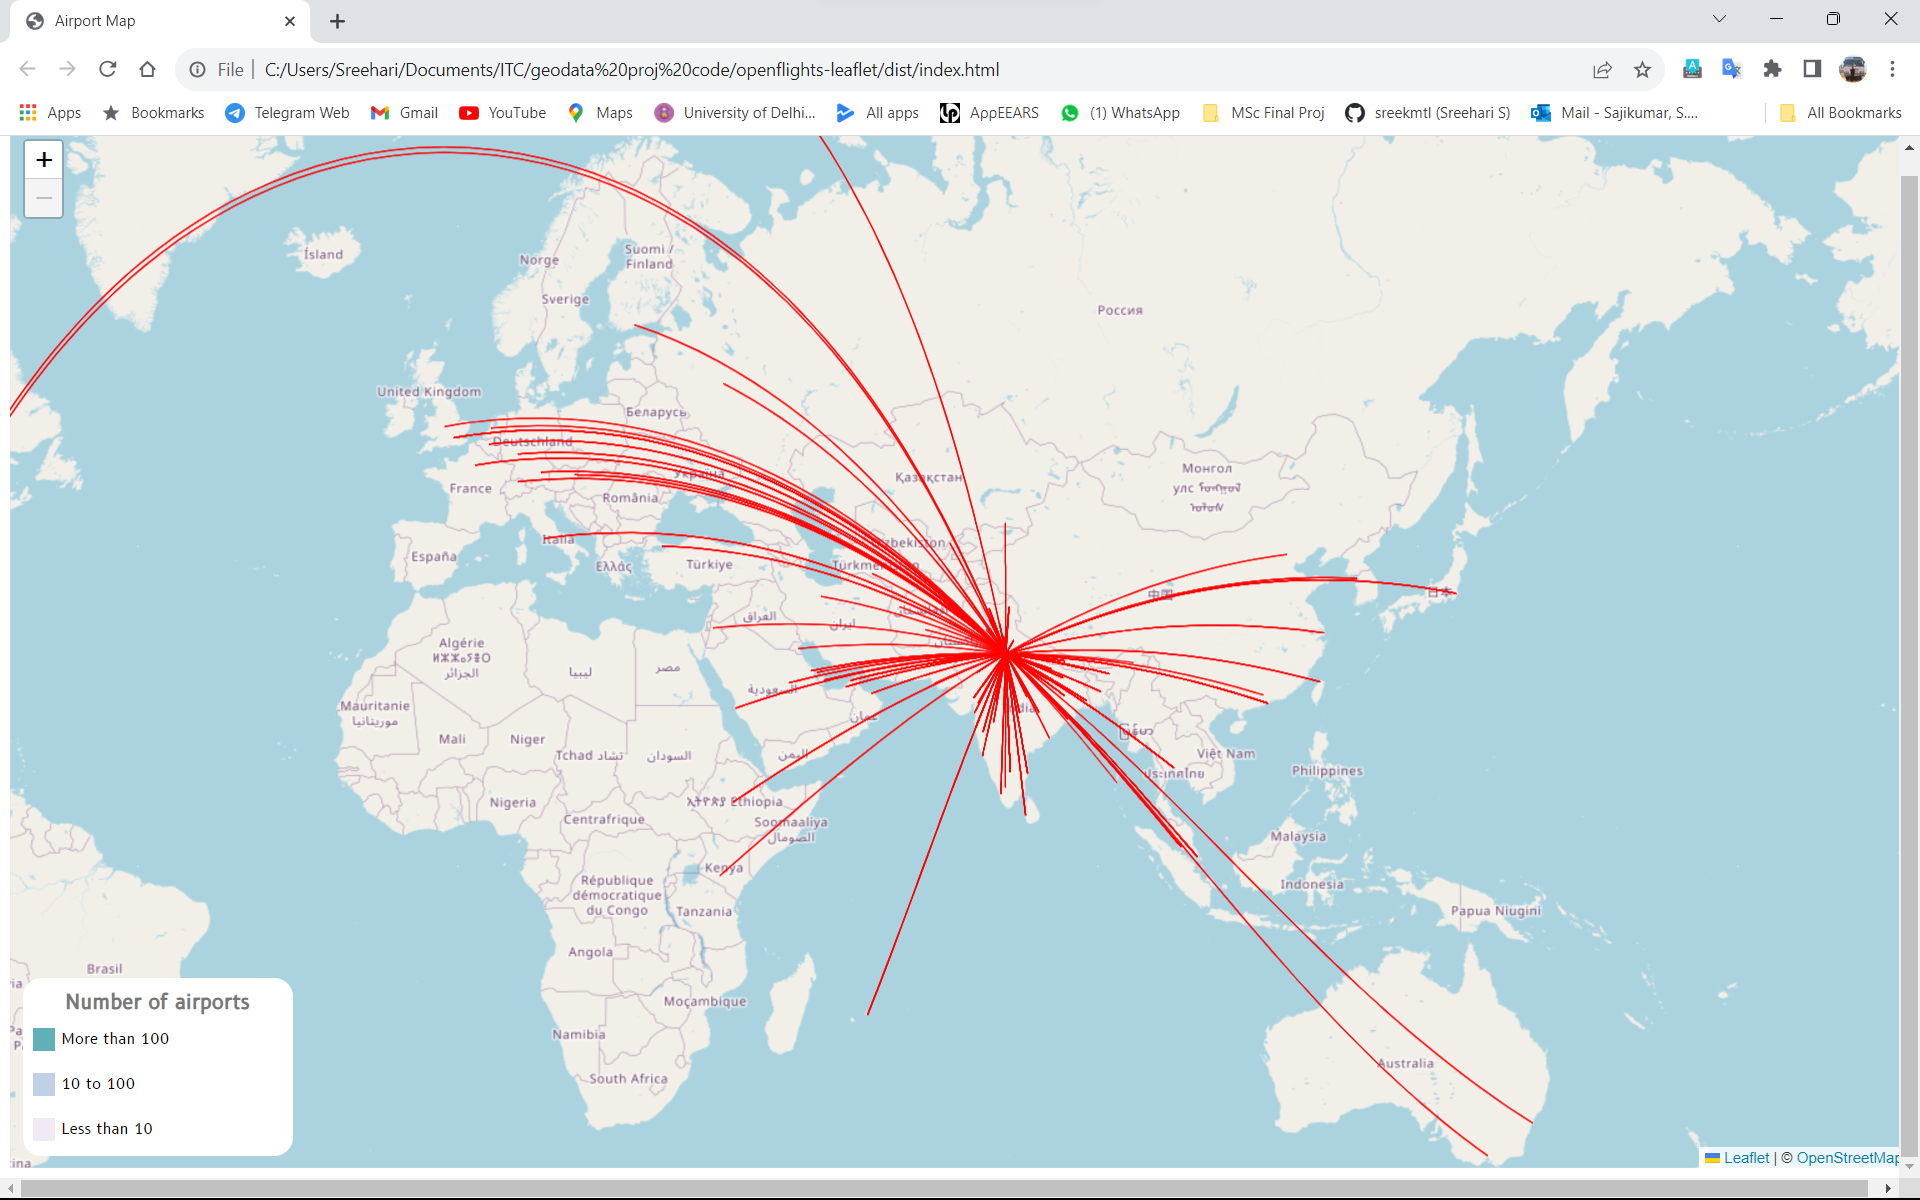 Airport Map
File
C:/Users/Sreehari/Documents/ITC/geodata%20proj%20code/openflights-leaflet/dist/index.html
Apps
Bookmarks
Telegram Web
Gmail
YouTube
Maps
University of Delhi...
All apps
AppEEARS
(1) WhatsApp
MSc Final Proj
sreekmtl (Sreehari S)
Mail - Sajikumar, S....
All Bookmarks
+
−
Ísland
Norge
Suomi /
Finland
Sverige
Россия
United Kingdom
Беларусь
Deutschland
Україна
Қазақстан
Монгол
улс
France
România
Italia
España
Ελλάς
Türkiye
中国
日本
العراق
ایران
Algérie
ⵍⵣⵣⴰⵢⴻⵔ
الجزائر
ليبيا
مصر
السعودية
عمان
India
Mauritanie
موريتانيا
Mali
Niger
Tchad تشاد
السودان
اليمن
Việt Nam
ประเทศไทย
Philippines
Nigeria
Ethiopia
Centrafrique
Soomaaliya
الصومال
Malaysia
Kenya
République
démocratique
du Congo
Indonesia
Tanzania
Papua Niugini
Angola
Brasil
Moçambique
Namibia
Australia
South Africa
Number of airports
More than 100
10 to 100
Less than 10
Leaflet | © OpenStreetMap